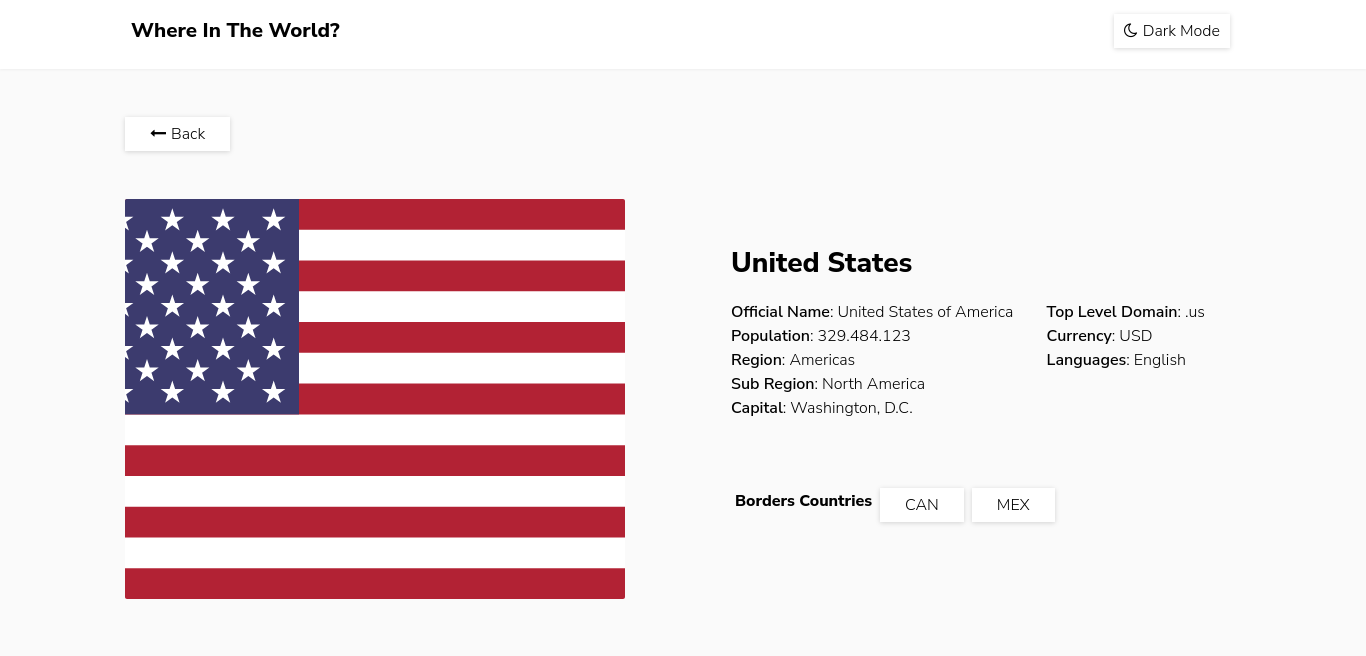 Where In The World?
Dark Mode
Back
United States
Official Name: United States of America
Population: 329.484.123
Region: Americas
Sub Region: North America
Capital: Washington, D.C.
Top Level Domain: .us
Currency: USD
Languages: English
Borders Countries
CAN
MEX